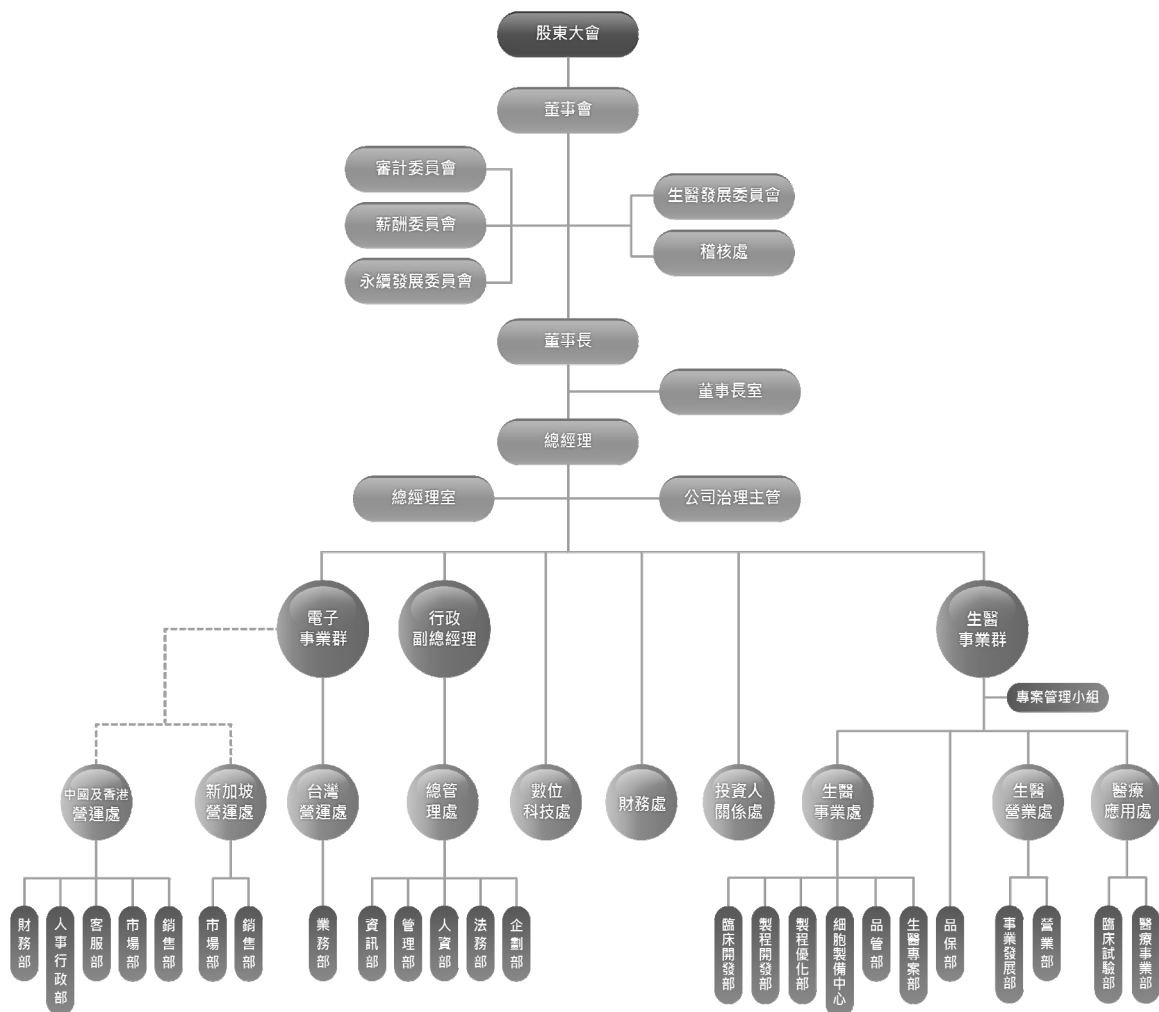 股東大會
董事會
審計委員會
生醫發展委員會
薪酬委員會
稽核處
永續發展委員會
董事長
董事長室
總經理
總經理室
公司治理主管
電子
事業群
行政
副總經理
生醫
事業群
專案管理小組
中國及香港
營運處
新加坡
營運處
台灣
營運處
總管
理處
數位
科技處
財務處
投資人
關係處
生醫
事業處
生醫
營業處
醫療
應用處
財務部
人事行政部
客服部
市場部
銷售部
市場部
銷售部
業務部
資訊部
管理部
人資部
法務部
企劃部
臨床開發部
製程開發部
製程優化部
細胞製備中心
品管部
生醫專案部
品保部
事業發展部
營業部
臨床試驗部
醫療事業部